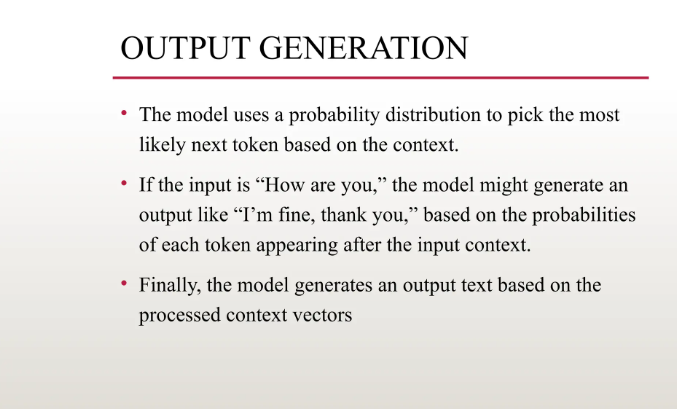 OUTPUT GENERATION
• The model uses a probability distribution to pick the most
likely next token based on the context.
• If the input is “How are you,” the model might generate an
output like “I’m fine, thank you,” based on the probabilities
of each token appearing after the input context.
• Finally, the model generates an output text based on the
processed context vectors